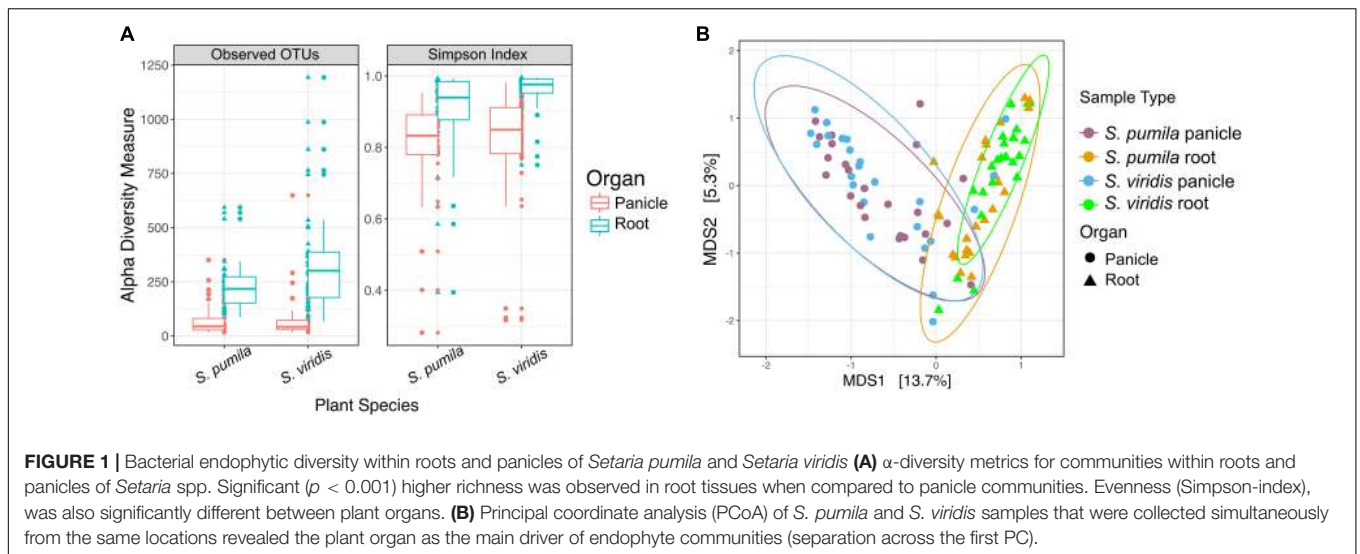 A
Observed OTUs
Simpson Index
Alpha Diversity Measure
1250
1000
750
500
250
0
1.0
0.8
0.6
0.4
S. pumila
S. viridis
S. pumila
S. viridis
Plant Species
Organ
Panicle
Root
B
MDS2 [5.3%]
2
1
0
-1
-2
-2
-1
0
1
MDS1 [13.7%]
Sample Type
S. pumila panicle
S. pumila root
S. viridis panicle
S. viridis root
Organ
Panicle
Root
FIGURE 1 | Bacterial endophytic diversity within roots and panicles of Setaria pumila and Setaria viridis (A) α-diversity metrics for communities within roots and
panicles of Setaria spp. Significant (p < 0.001) higher richness was observed in root tissues when compared to panicle communities. Evenness (Simpson-index),
was also significantly different between plant organs. (B) Principal coordinate analysis (PCoA) of S. pumila and S. viridis samples that were collected simultaneously
from the same locations revealed the plant organ as the main driver of endophyte communities (separation across the first PC).